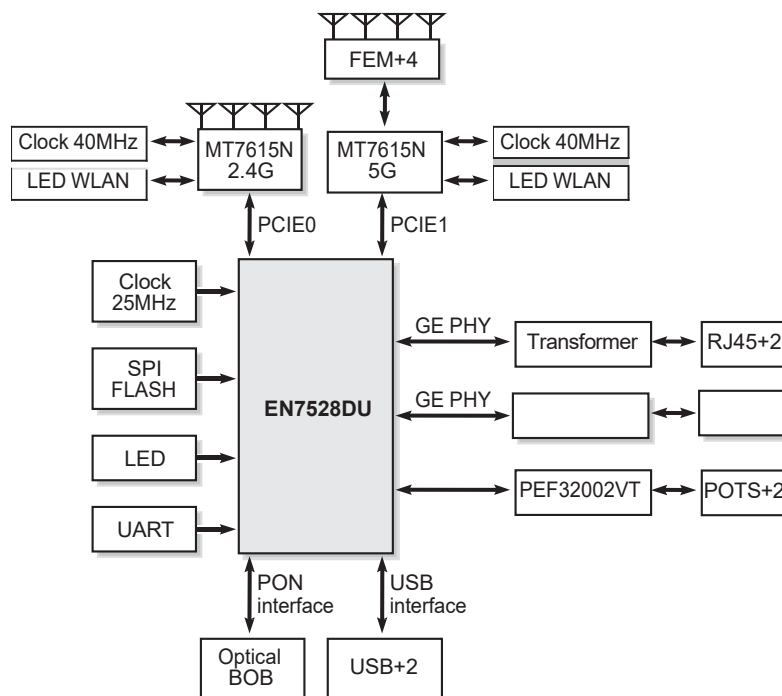 FEM+4
Clock 40MHz
MT7615N
2.4G
MT7615N
5G
Clock 40MHz
LED WLAN
LED WLAN
PCIE0
PCIE1
Clock
25MHz
GE PHY
Transformer
RJ45+2
SPI
FLASH
EN7528DU
GE PHY
LED
PEF32002VT
POTS+2
UART
PON
interface
USB
interface
Optical
BOB
USB+2